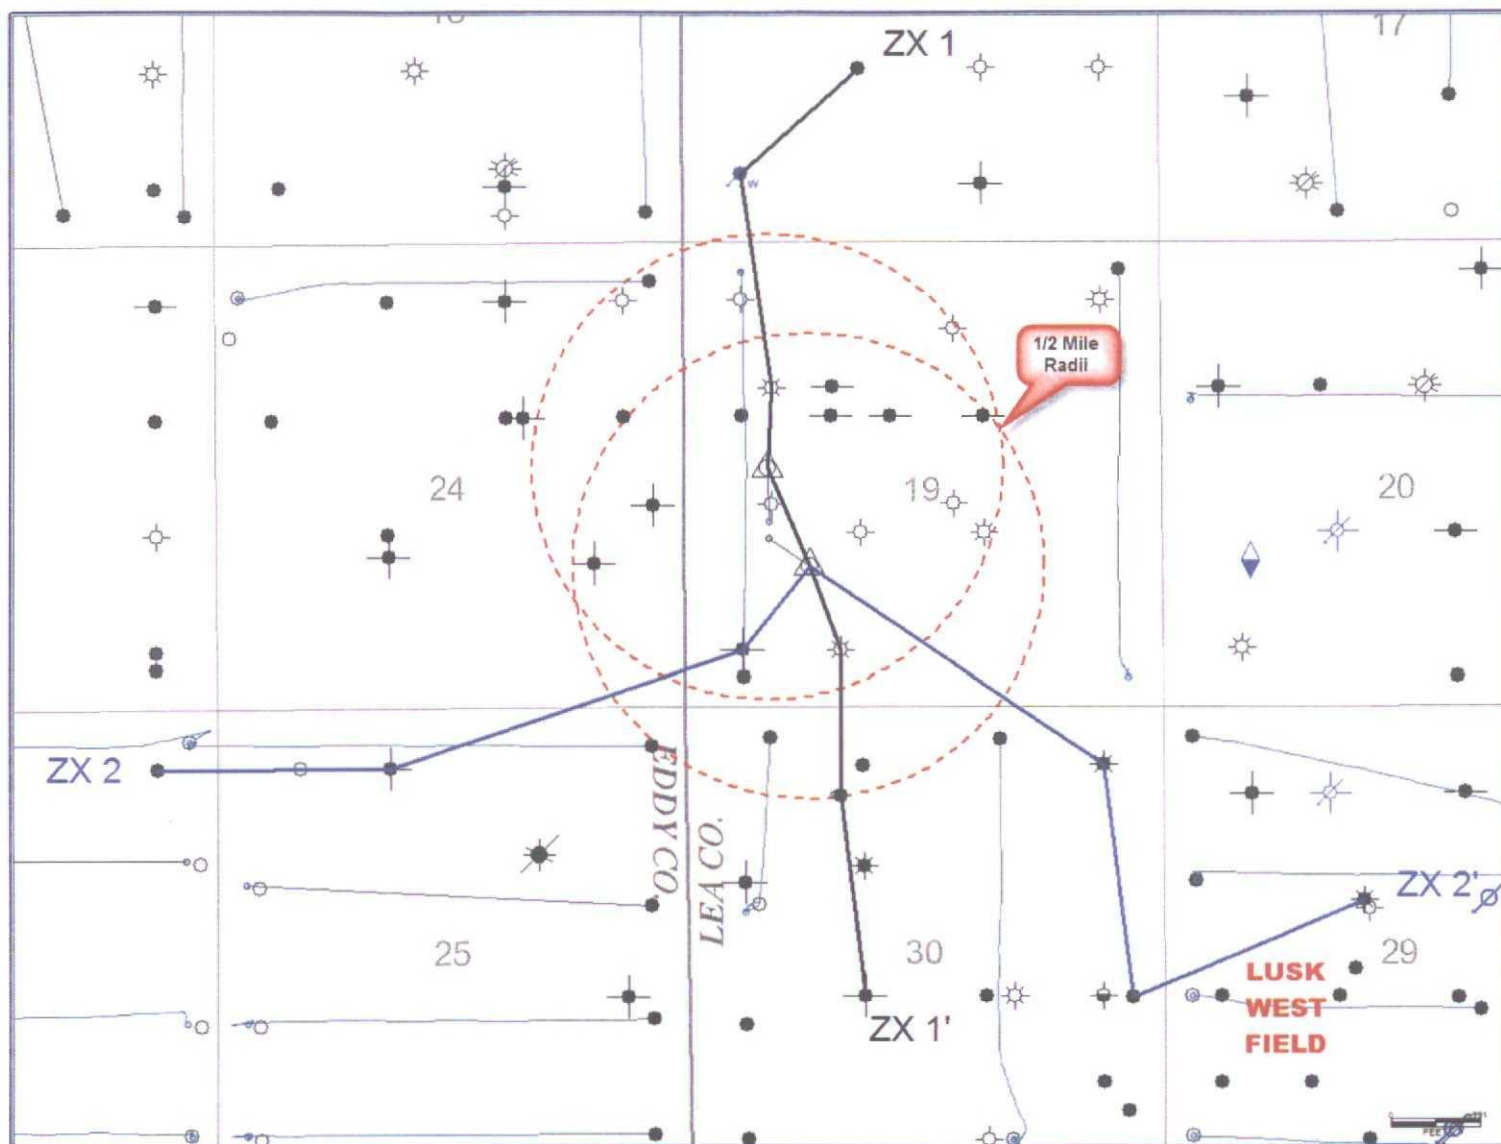 17
ZX 1
W
1/2 Mile
Radii
24
19
20
ZX 2
EDDY CO.
LEA CO.
ZX 2'
25
30
29
LUSK
WEST
FIELD
ZX 1'
FEET